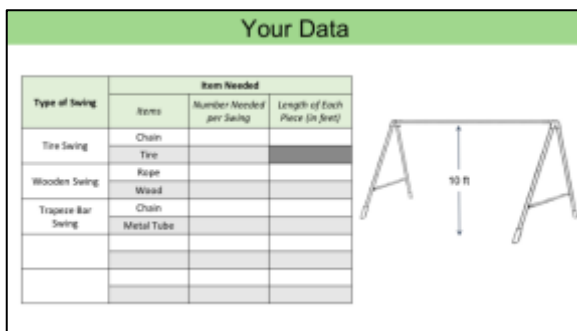 Your Data
Type of Swing
Item Needed
Items
Number Needed
per Swing
Length of Each
Piece (in feet)
Tire Swing
Chain
Tire
Wooden Swing
Rope
Wood
Trapeze Bar
Swing
Chain
Metal Tube
10 ft